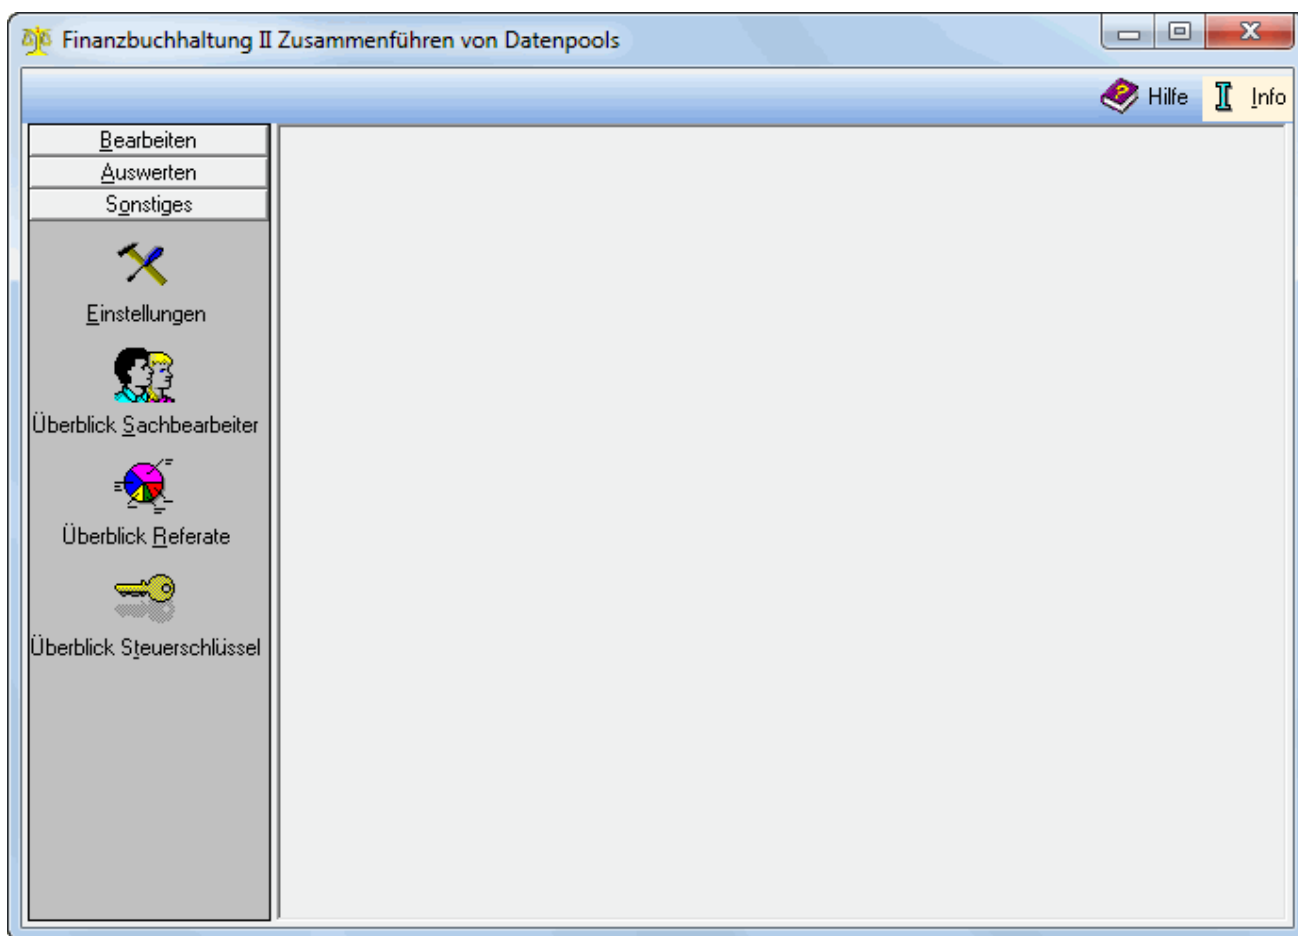 Finanzbuchhaltung II Zusammenführen von Datenpools
Hilfe
Info
Bearbeiten
Auswerten
Sonstiges
Einstellungen
Überblick Sachbearbeiter
Überblick Referate
Überblick Steuerschlüssel